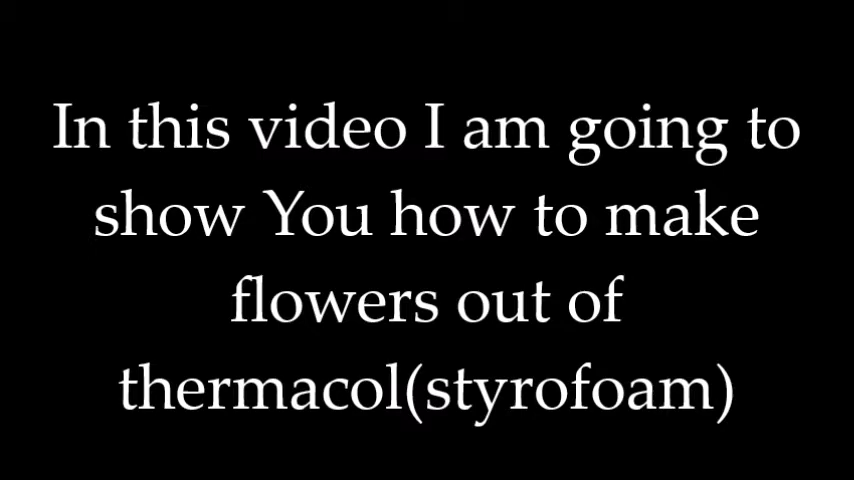 In this video I am going to
show You how to make
flowers out of
thermacol(styrofoam)